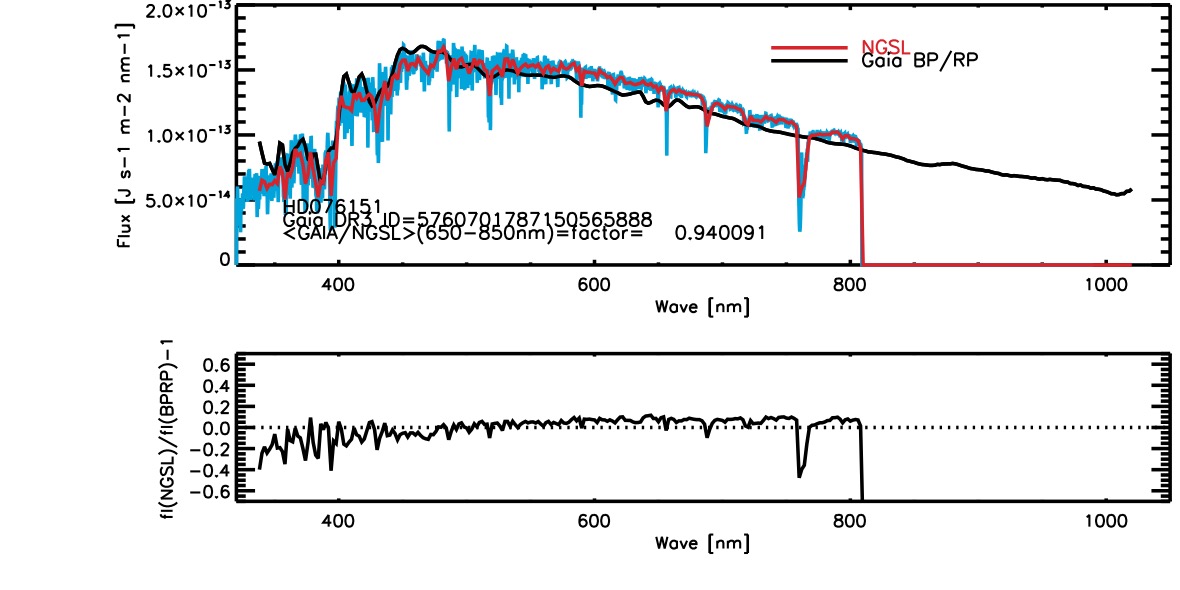 2.0×10−13
1.5×10−13
1.0×10−13
5.0×10−14
0
Flux [J s−1 m−2 nm−1]
NGSL
Gaia BP/RP
HD076151
Gaia DR3 ID=5760701787150565888
<GAIA/NGSL>(650−850nm)=factor= 0.940091
400 600 800 1000
Wave [nm]
0.6
0.4
0.2
0.0
−0.2
−0.4
−0.6
fl(NGSL)/fl(BPRP)−1
400 600 800 1000
Wave [nm]